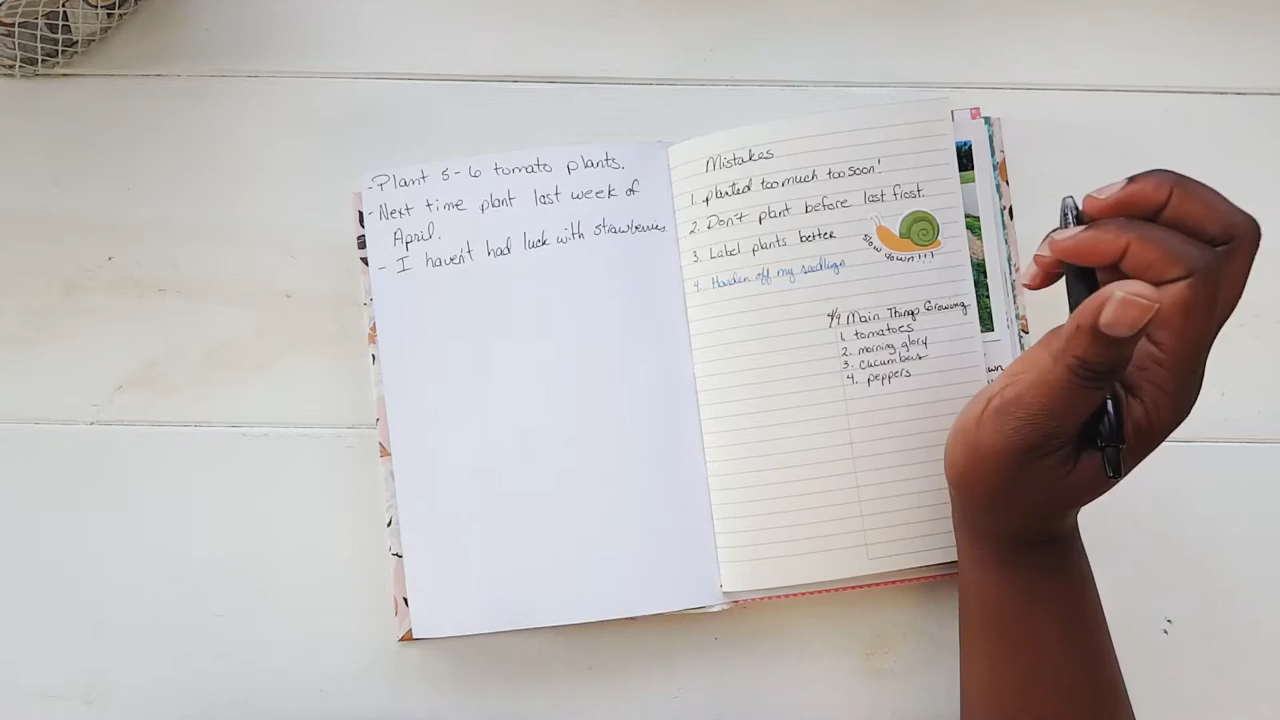 - Plant 5-6 tomato plants.
- Next time plant last week of
April.
- I haven't had luck with strawberries.
Mistakes
1. planted too much too soon!
2. Don't plant before last frost.
3. Label plants better
slow down!!!
4. Harden off my seedlings
4/9 Main Things Growing
1. tomatoes
2. morning glory
3. cucumbers
4. peppers